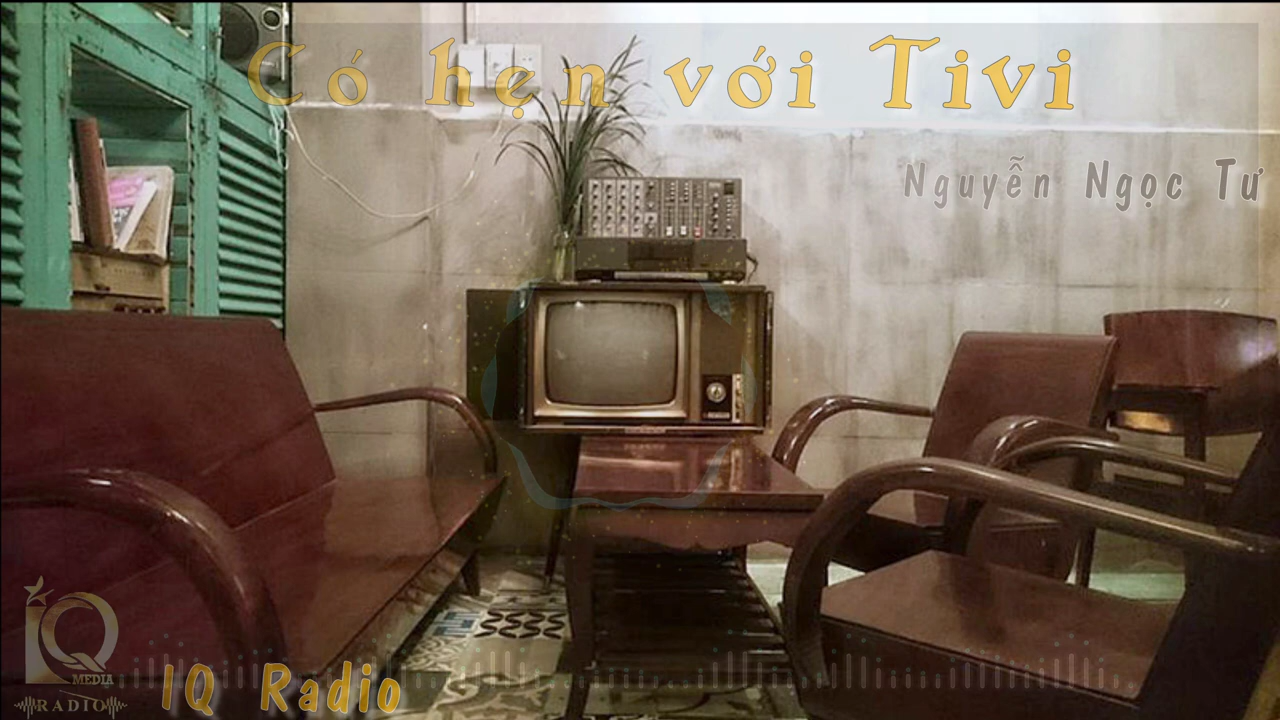 Có hẹn với Tivi
Nguyễn Ngọc Tư
IQ
MEDIA
RADIO
IQ Radio